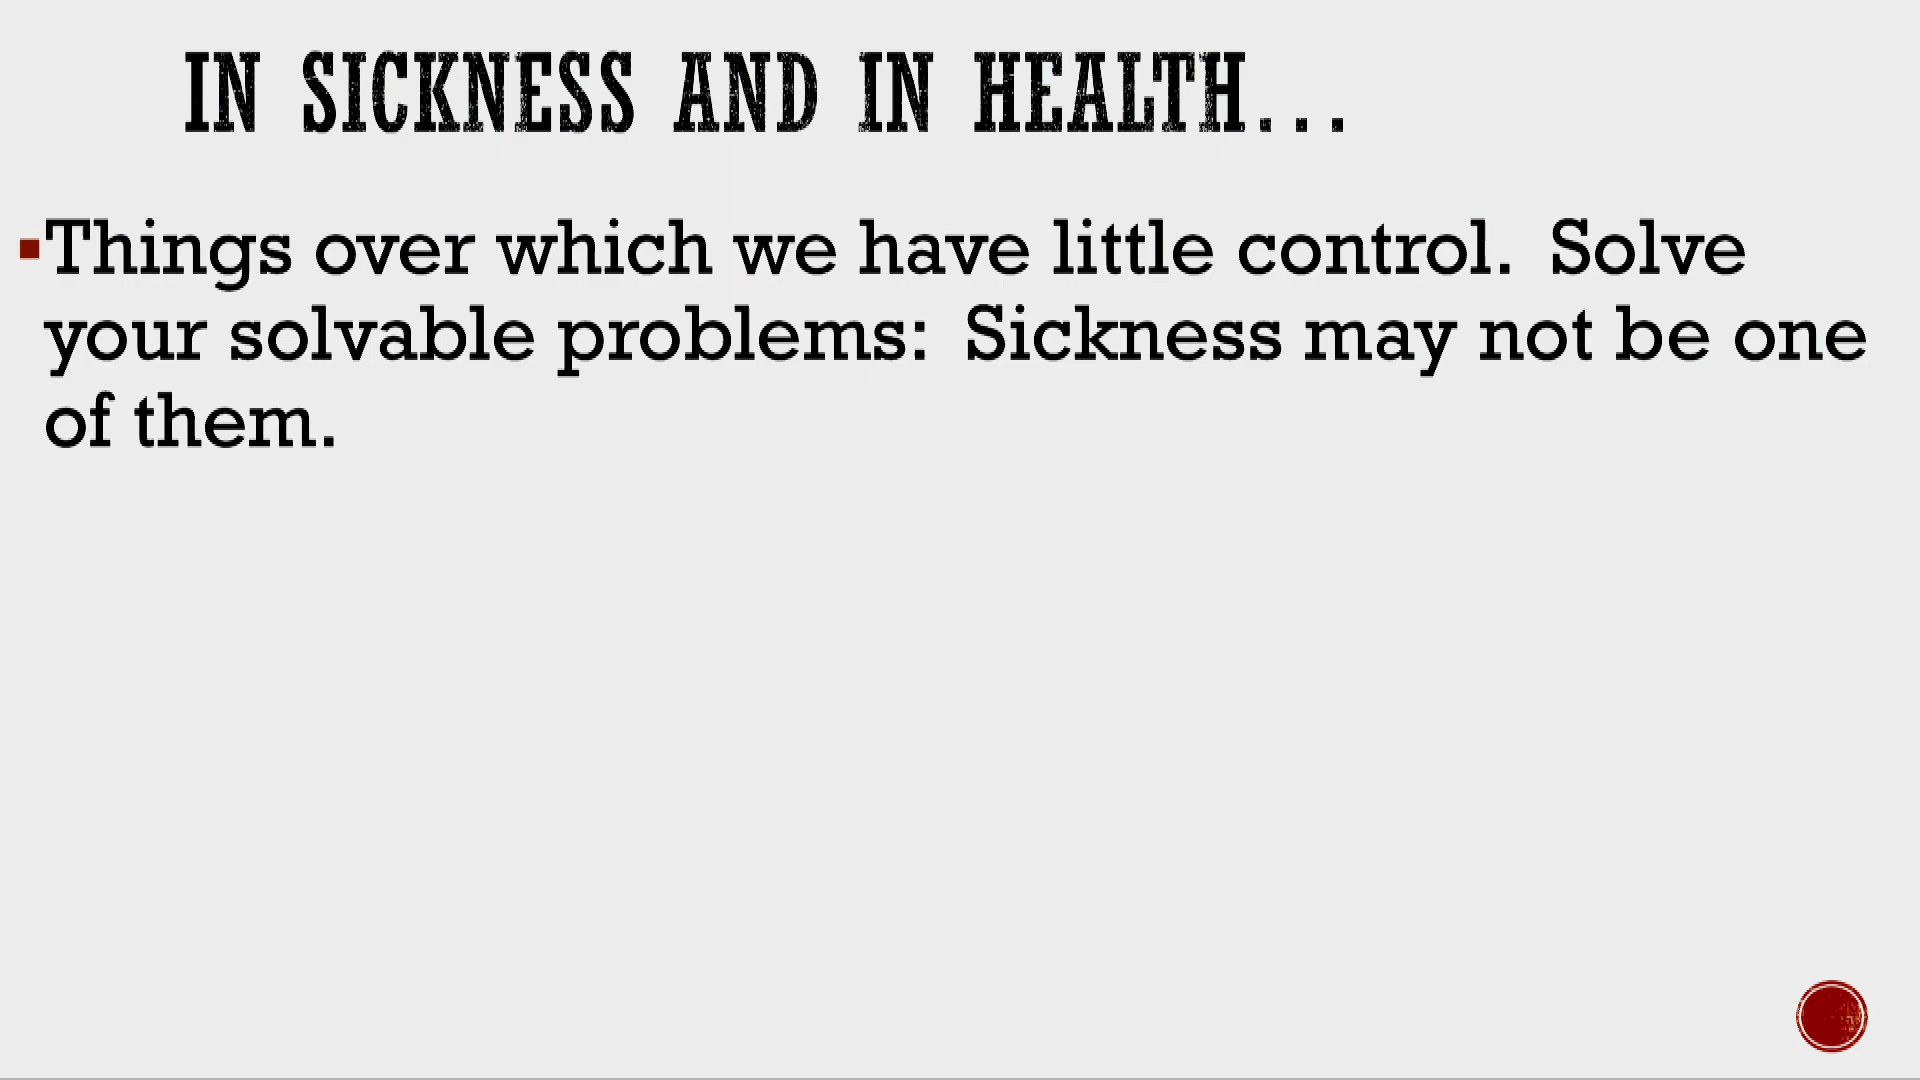 IN SICKNESS AND IN HEALTH...
▪Things over which we have little control.  Solve
your solvable problems:  Sickness may not be one
of them.